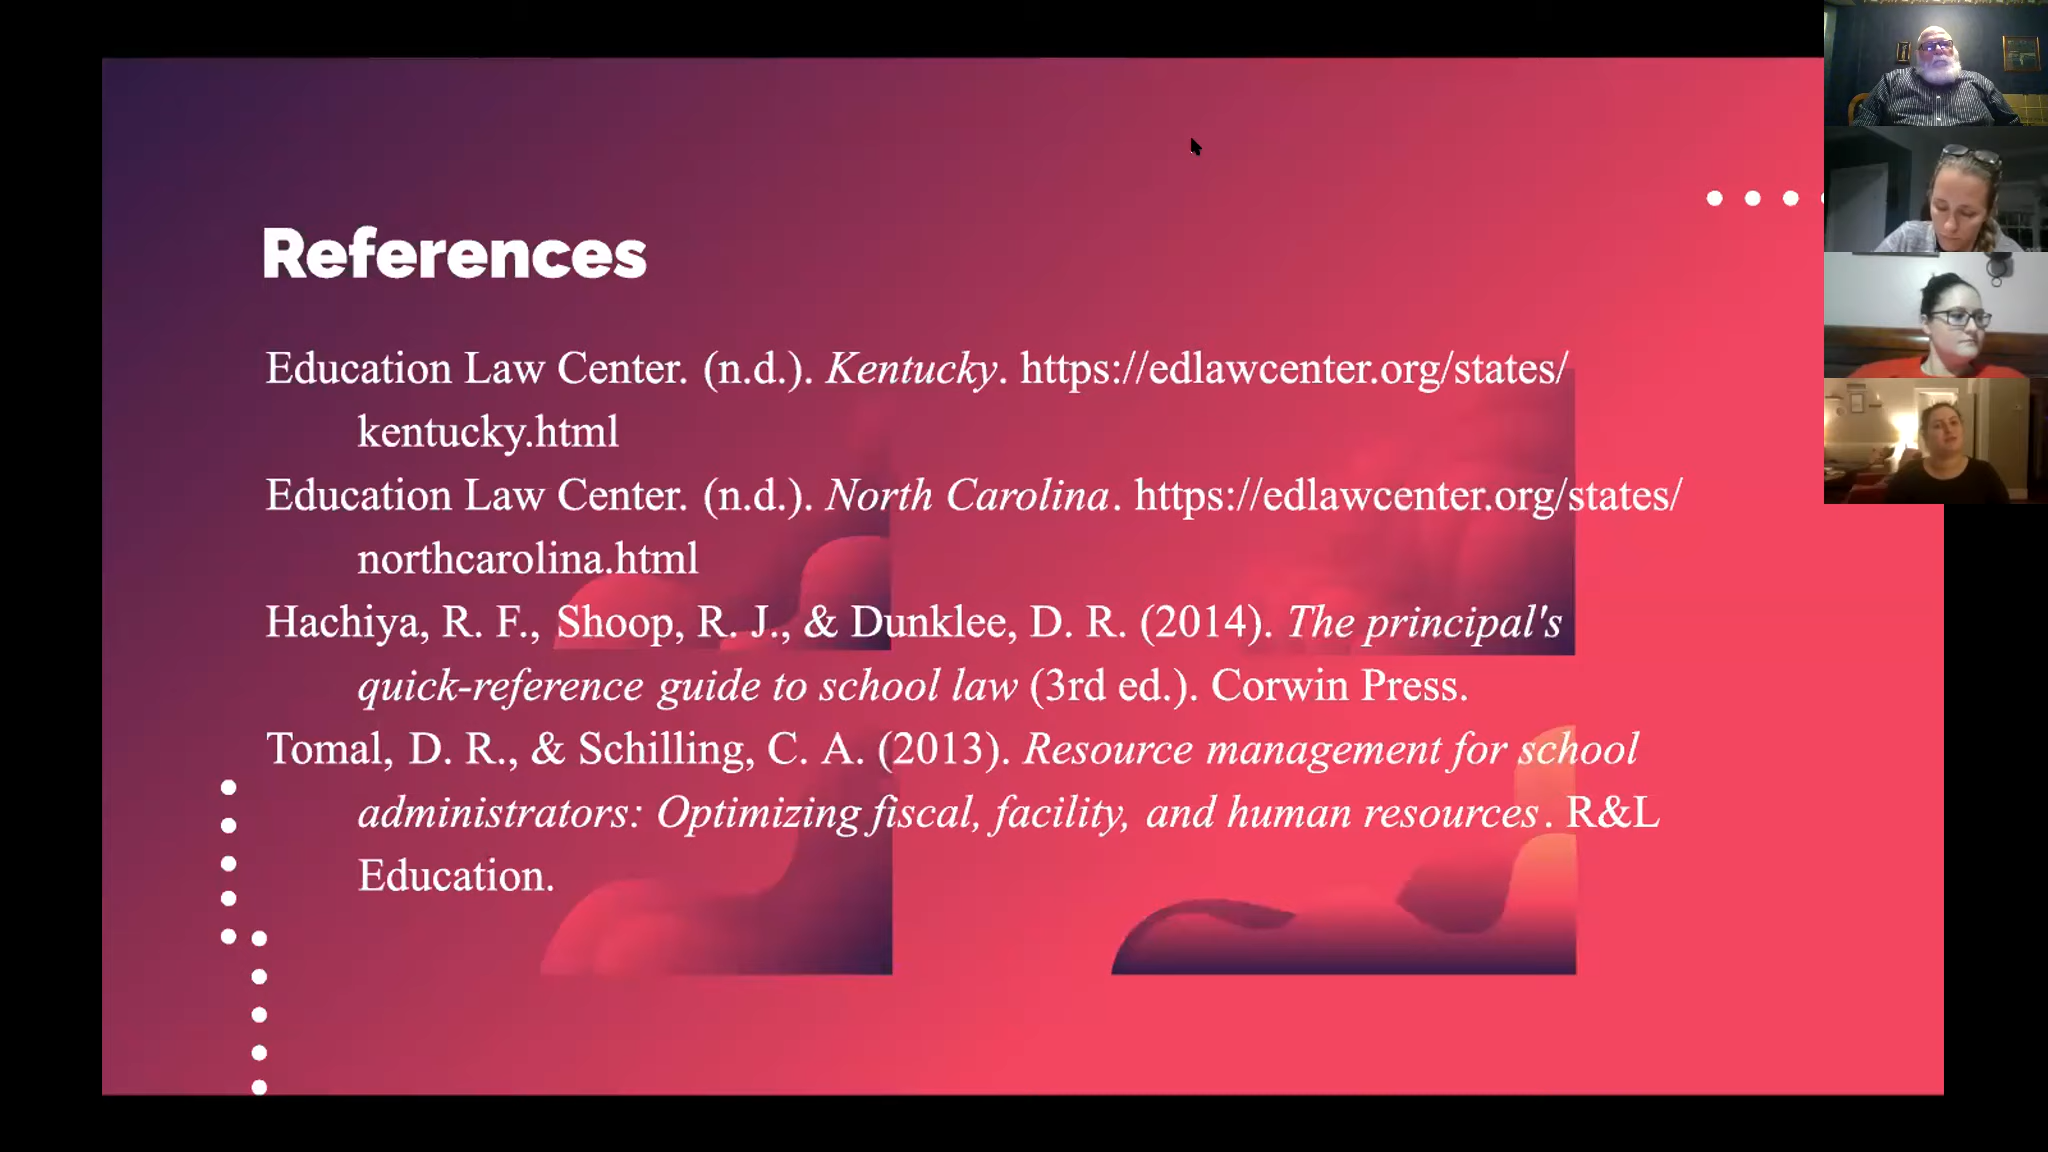 References
Education Law Center. (n.d.). Kentucky. https://edlawcenter.org/states/
kentucky.html
Education Law Center. (n.d.). North Carolina. https://edlawcenter.org/states/
northcarolina.html
Hachiya, R. F., Shoop, R. J., & Dunklee, D. R. (2014). The principal's
quick-reference guide to school law (3rd ed.). Corwin Press.
Tomal, D. R., & Schilling, C. A. (2013). Resource management for school
administrators: Optimizing fiscal, facility, and human resources. R&L
Education.